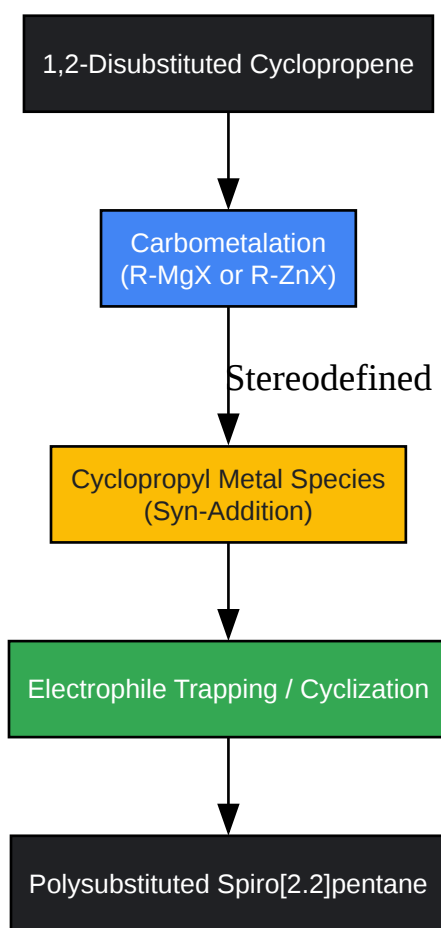 1,2-Disubstituted Cyclopropene
Carbometalation
(R-MgX or R-ZnX)
Stereodefined
Cyclopropyl Metal Species
(Syn-Addition)
Electrophile Trapping / Cyclization
Polysubstituted Spiro[2.2]pentane